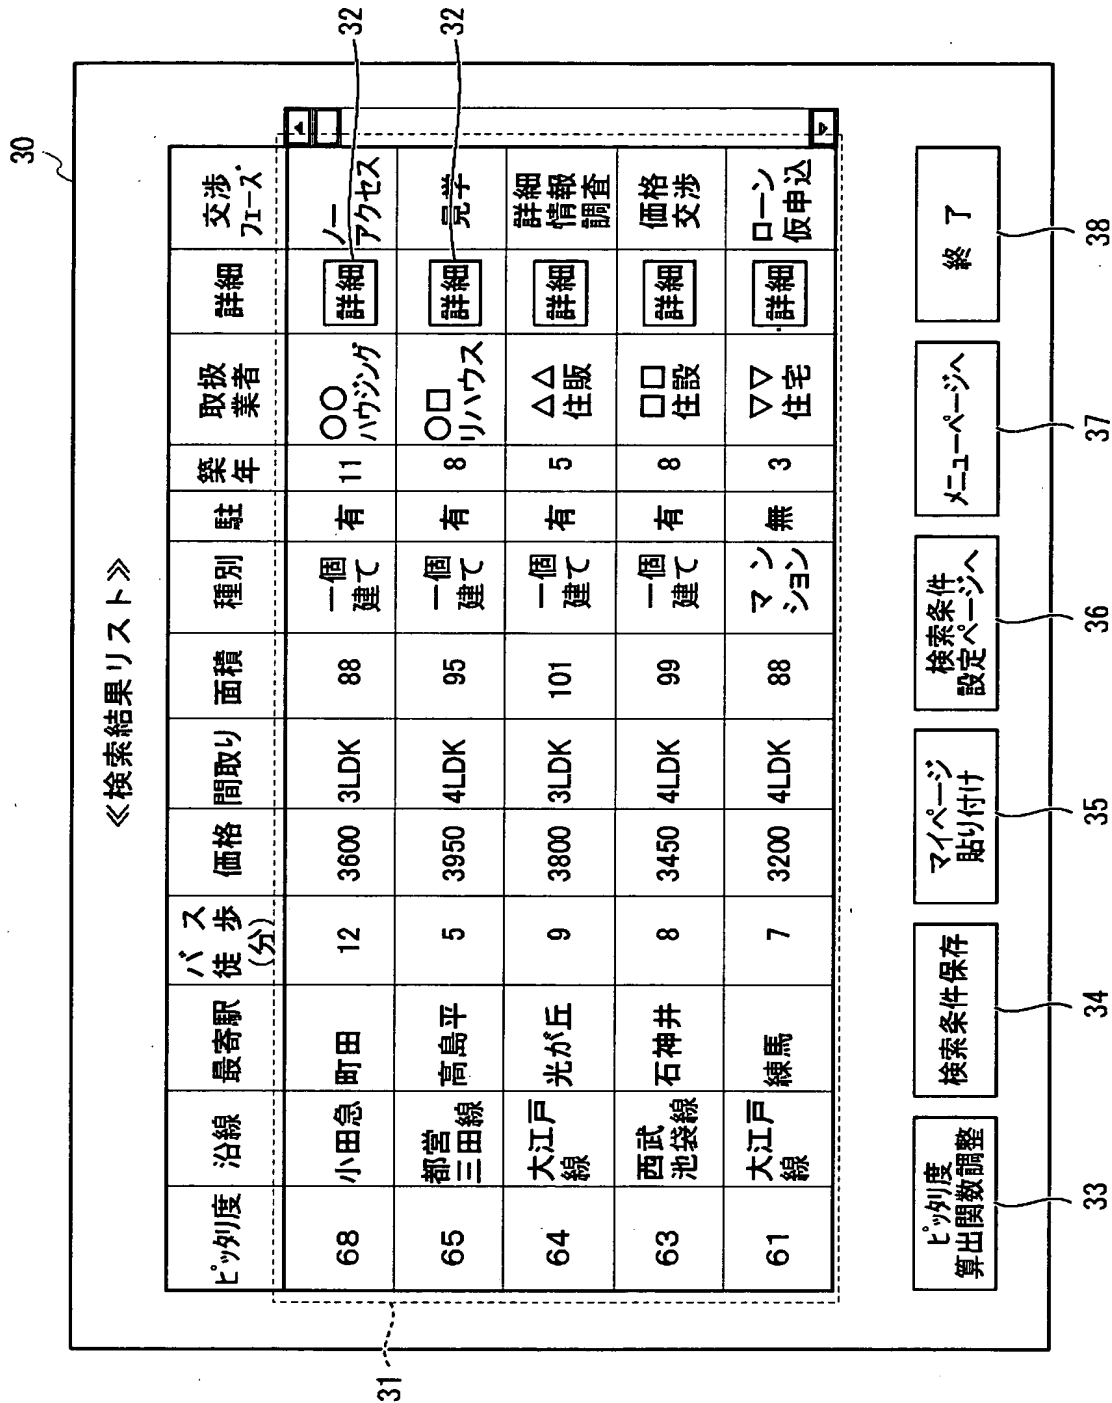 30
≪検索結果リスト≫
ピッタリ度 沿線 最寄駅 バス徒歩(分) 価格 間取り 面積 種別 駐 築年 取扱業者 詳細 交渉フェーズ
68 小田急 町田 12 3600 3LDK 88 一個建て 有 11 〇〇ハウジング 詳細 ノーアクセス
65 都営三田線 高島平 5 3950 4LDK 95 一個建て 有 8 〇□リハウス 詳細 見学
64 大江戸線 光が丘 9 3800 3LDK 101 一個建て 有 5 △△住販 詳細 詳細情報調査
63 西武池袋線 石神井 8 3450 4LDK 99 一個建て 有 8 □□住設 詳細 価格交渉
61 大江戸線 練馬 7 3200 4LDK 88 マンション 無 3 ▽▽住宅 詳細 ローン仮申込
32
32
31
ピッタリ度
算出関数調整
検索条件保存
マイページ
貼り付け
検索条件
設定ページへ
メニューページへ
終 了
33
34
35
36
37
38